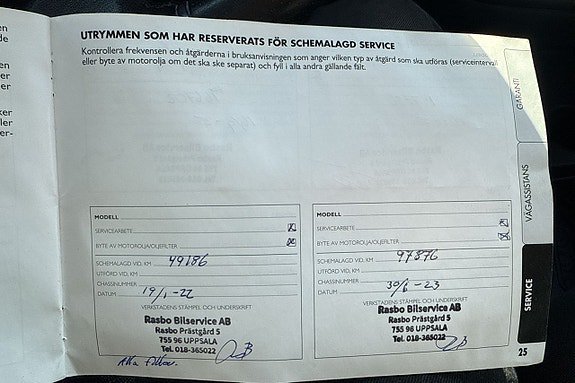 UTRYMMEN SOM HAR RESERVERATS FÖR SCHEMALAGD SERVICE
Kontrollera frekvensen och åtgärderna i bruksanvisningen som anger vilken typ av åtgärd som ska utföras (serviceintervall
eller byte av motorolja om det ska ske separat) och fyll i alla andra gällande fält.
GARANTI
VÄGASSISTANS
SERVICE
MODELL
SERVICEARBETE
BYTE AV MOTOROLJA/OLJEFILTER
SCHEMALAGD VID, KM 49186
UTFÖRD VID, KM
CHASSINUMMER
DATUM 19/1-22
VERKSTADENS STÄMPEL OCH UNDERSKRIFT
Rasbo Bilservice AB
Rasbo Prästgård 5
755 96 UPPSALA
Tel. 018-365022
MODELL
SERVICEARBETE
BYTE AV MOTOROLJA/OLJEFILTER
SCHEMALAGD VID, KM 97876
UTFÖRD VID, KM
CHASSINUMMER
DATUM 30/6-23
VERKSTADENS STÄMPEL OCH UNDERSKRIFT
Rasbo Bilservice AB
Rasbo Prästgård 5
755 96 UPPSALA
Tel. 018-365022
25